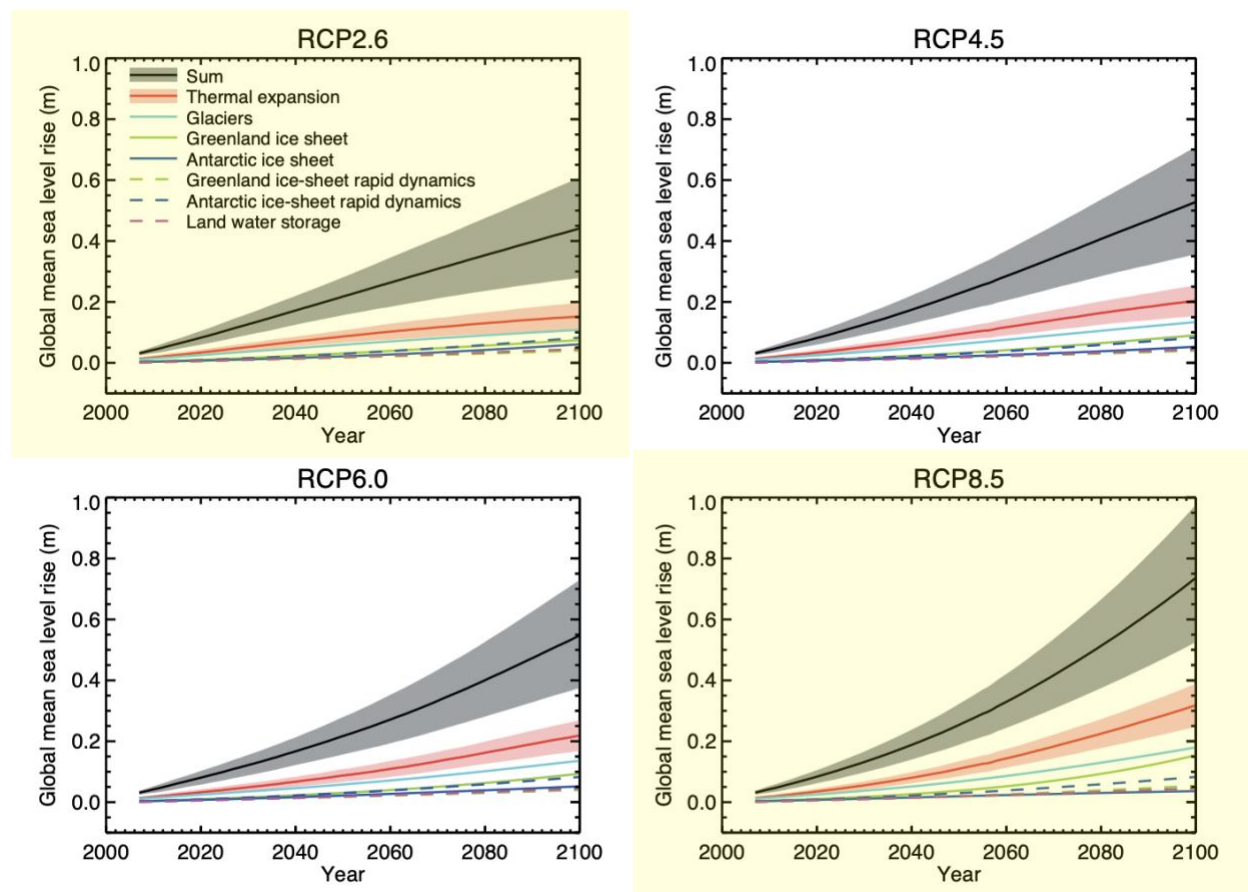 RCP2.6
1.0
0.8
0.6
0.4
0.2
0.0
Global mean sea level rise (m)
Sum
Thermal expansion
Glaciers
Greenland ice sheet
Antarctic ice sheet
Greenland ice-sheet rapid dynamics
Antarctic ice-sheet rapid dynamics
Land water storage
2000 2020 2040 2060 2080 2100
Year
RCP4.5
1.0
0.8
0.6
0.4
0.2
0.0
Global mean sea level rise (m)
2000 2020 2040 2060 2080 2100
Year
RCP6.0
1.0
0.8
0.6
0.4
0.2
0.0
Global mean sea level rise (m)
2000 2020 2040 2060 2080 2100
Year
RCP8.5
1.0
0.8
0.6
0.4
0.2
0.0
Global mean sea level rise (m)
2000 2020 2040 2060 2080 2100
Year